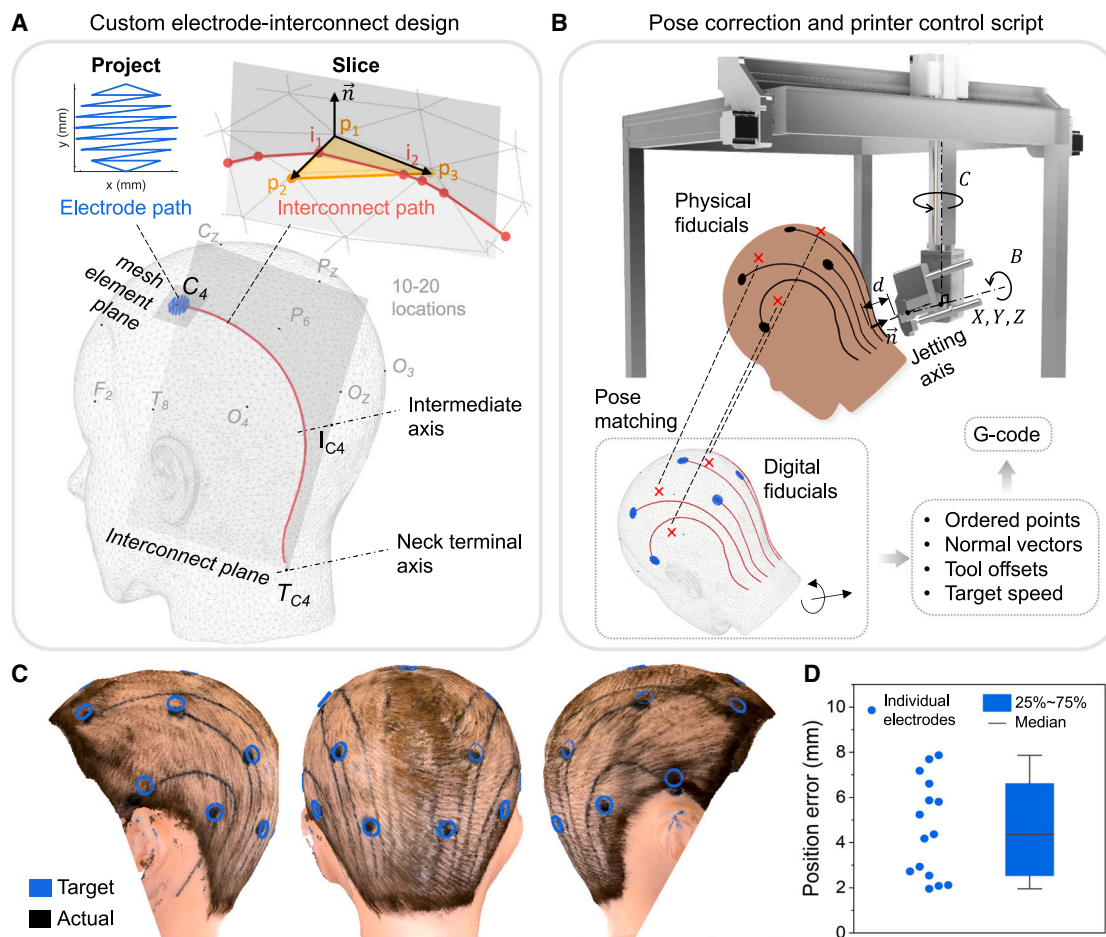 A
Custom electrode-interconnect design
Project
Slice
y (mm)
x (mm)
Electrode path
n
p1
i1
i2
p2
p3
Interconnect path
mesh
element
plane
C4
CZ
PZ
10-20
locations
P6
F2
T8
O4
OZ
O3
Intermediate
axis
IC4
Interconnect plane
Neck terminal
axis
TC4
B
Pose correction and printer control script
Physical
fiducials
C
B
d
n
X, Y, Z
Jetting
axis
Pose
matching
Digital
fiducials
G-code
• Ordered points
• Normal vectors
• Tool offsets
• Target speed
C
Target
Actual
D
Position error (mm)
10
8
6
4
2
0
Individual
electrodes
25%~75%
Median